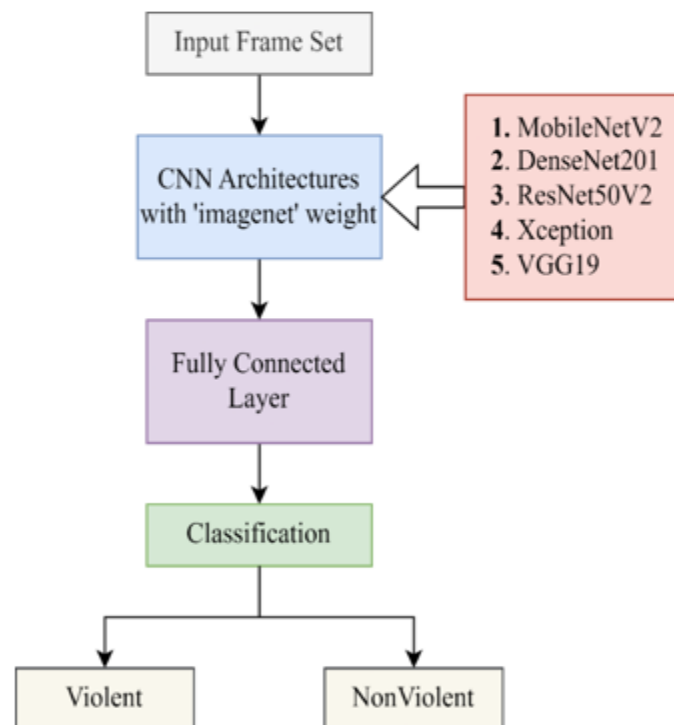 Input Frame Set
CNN Architectures
with 'imagenet' weight
1. MobileNetV2
2. DenseNet201
3. ResNet50V2
4. Xception
5. VGG19
Fully Connected
Layer
Classification
Violent
NonViolent